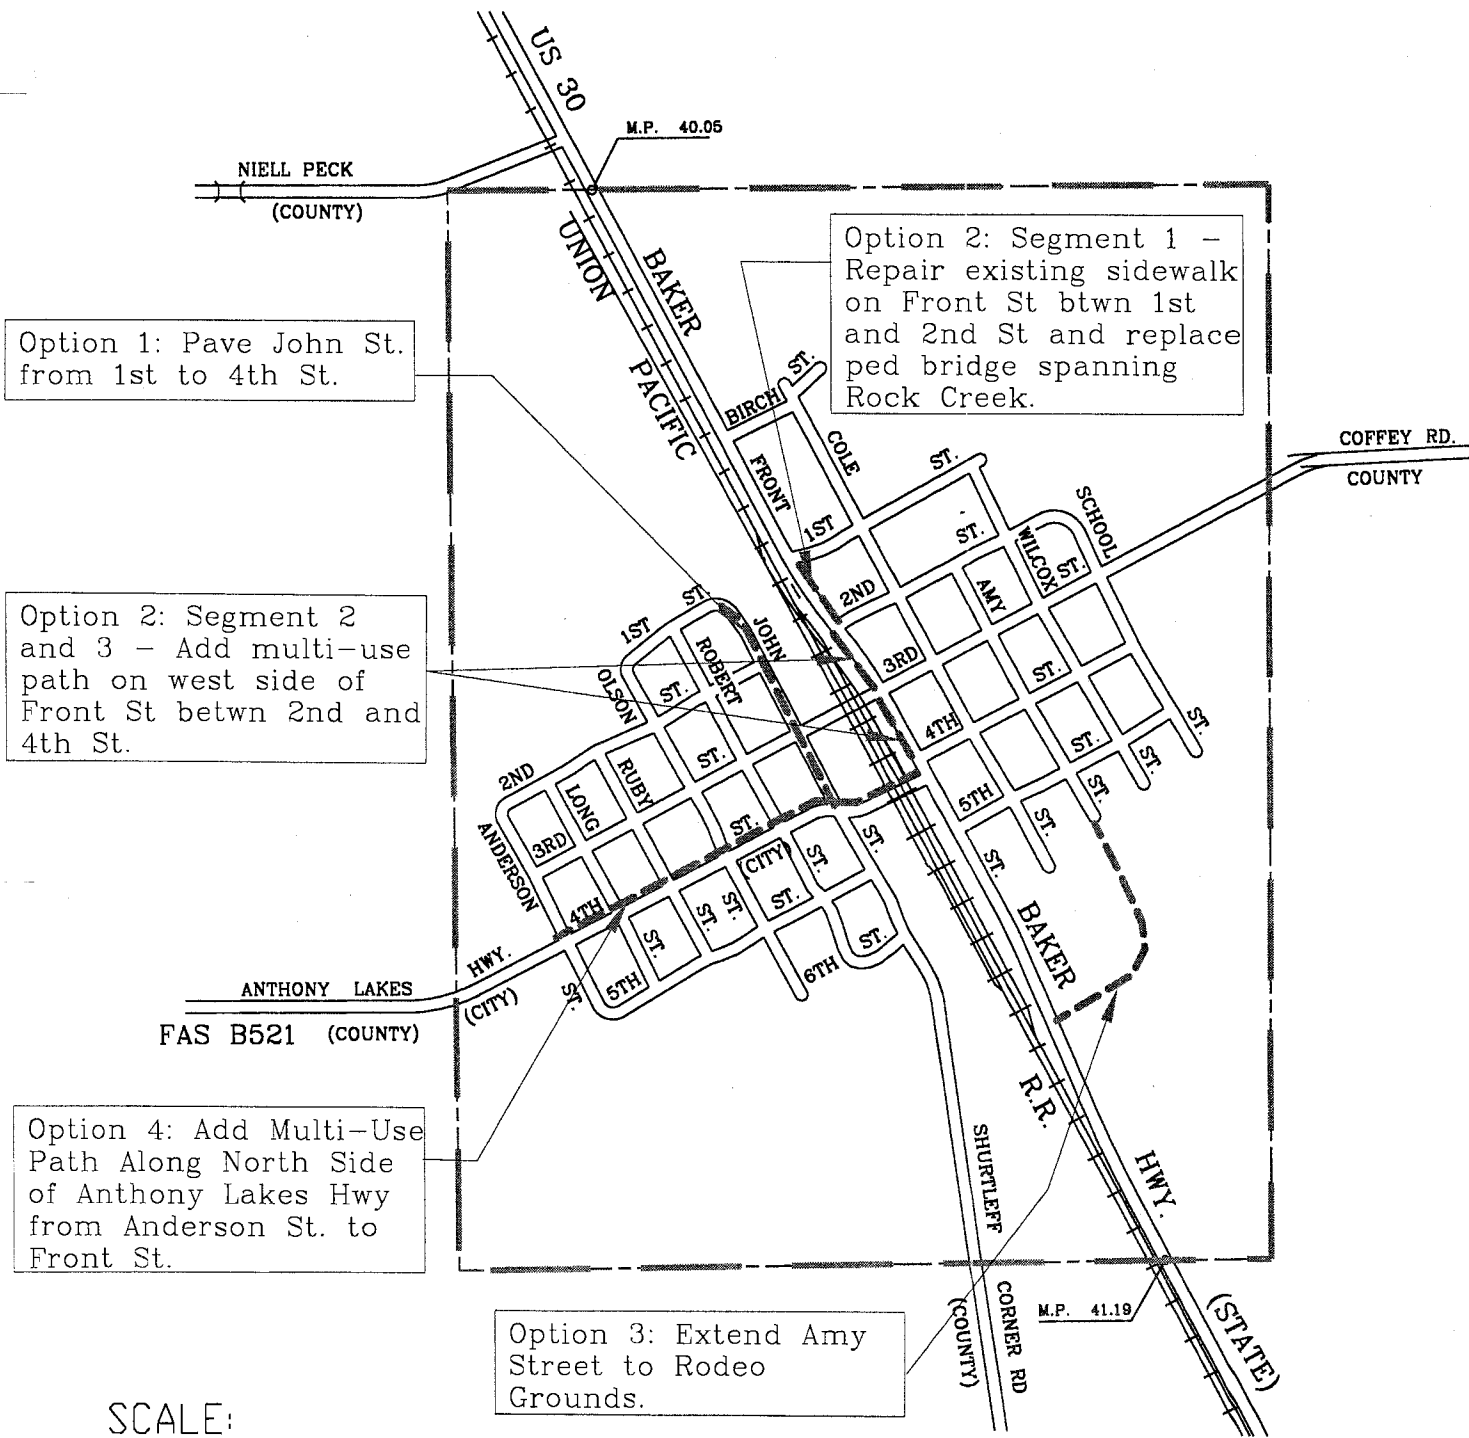 US 30
M.P. 40.05
NIELL PECK
(COUNTY)
UNION
PACIFIC
BAKER
Option 2: Segment 1 –
Repair existing sidewalk
on Front St btwn 1st
and 2nd St and replace
ped bridge spanning
Rock Creek.
Option 1: Pave John St.
from 1st to 4th St.
BIRCH ST.
COLE
FRONT
1ST ST.
COFFEY RD.
COUNTY
SCHOOL
WILCOX
ST.
ST.
2ND
AMY
Option 2: Segment 2
and 3 – Add multi-use
path on west side of
Front St betwn 2nd and
4th St.
1ST ST.
JOHN
ROBERT
OLSON
ST.
3RD
ST.
4TH
ST.
ST.
ST.
ST.
ST.
5TH
ST.
ST.
2ND
LONG
RUBY
ST.
ANDERSON
3RD
ST.
(CITY)
ST.
ST.
4TH
ST.
ST.
ST.
ST.
ST.
BAKER
HWY.
(CITY)
ST.
5TH
6TH
ANTHONY LAKES
FAS B521 (COUNTY)
R.R.
Option 4: Add Multi-Use
Path Along North Side
of Anthony Lakes Hwy
from Anderson St. to
Front St.
SHURTLEFF
HWY.
CORNER RD
(COUNTY)
M.P. 41.19
(STATE)
Option 3: Extend Amy
Street to Rodeo
Grounds.
SCALE: